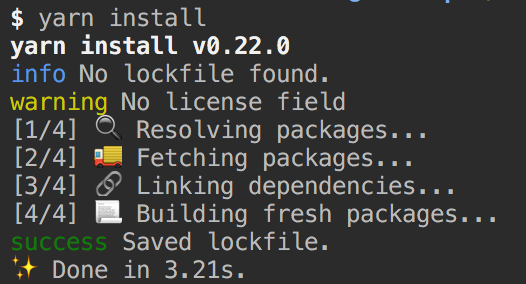 $ yarn install
yarn install v0.22.0
info No lockfile found.
warning No license field
[1/4] 🔍 Resolving packages...
[2/4] 🚚 Fetching packages...
[3/4] 🔗 Linking dependencies...
[4/4] 📃 Building fresh packages...
success Saved lockfile.
✨ Done in 3.21s.